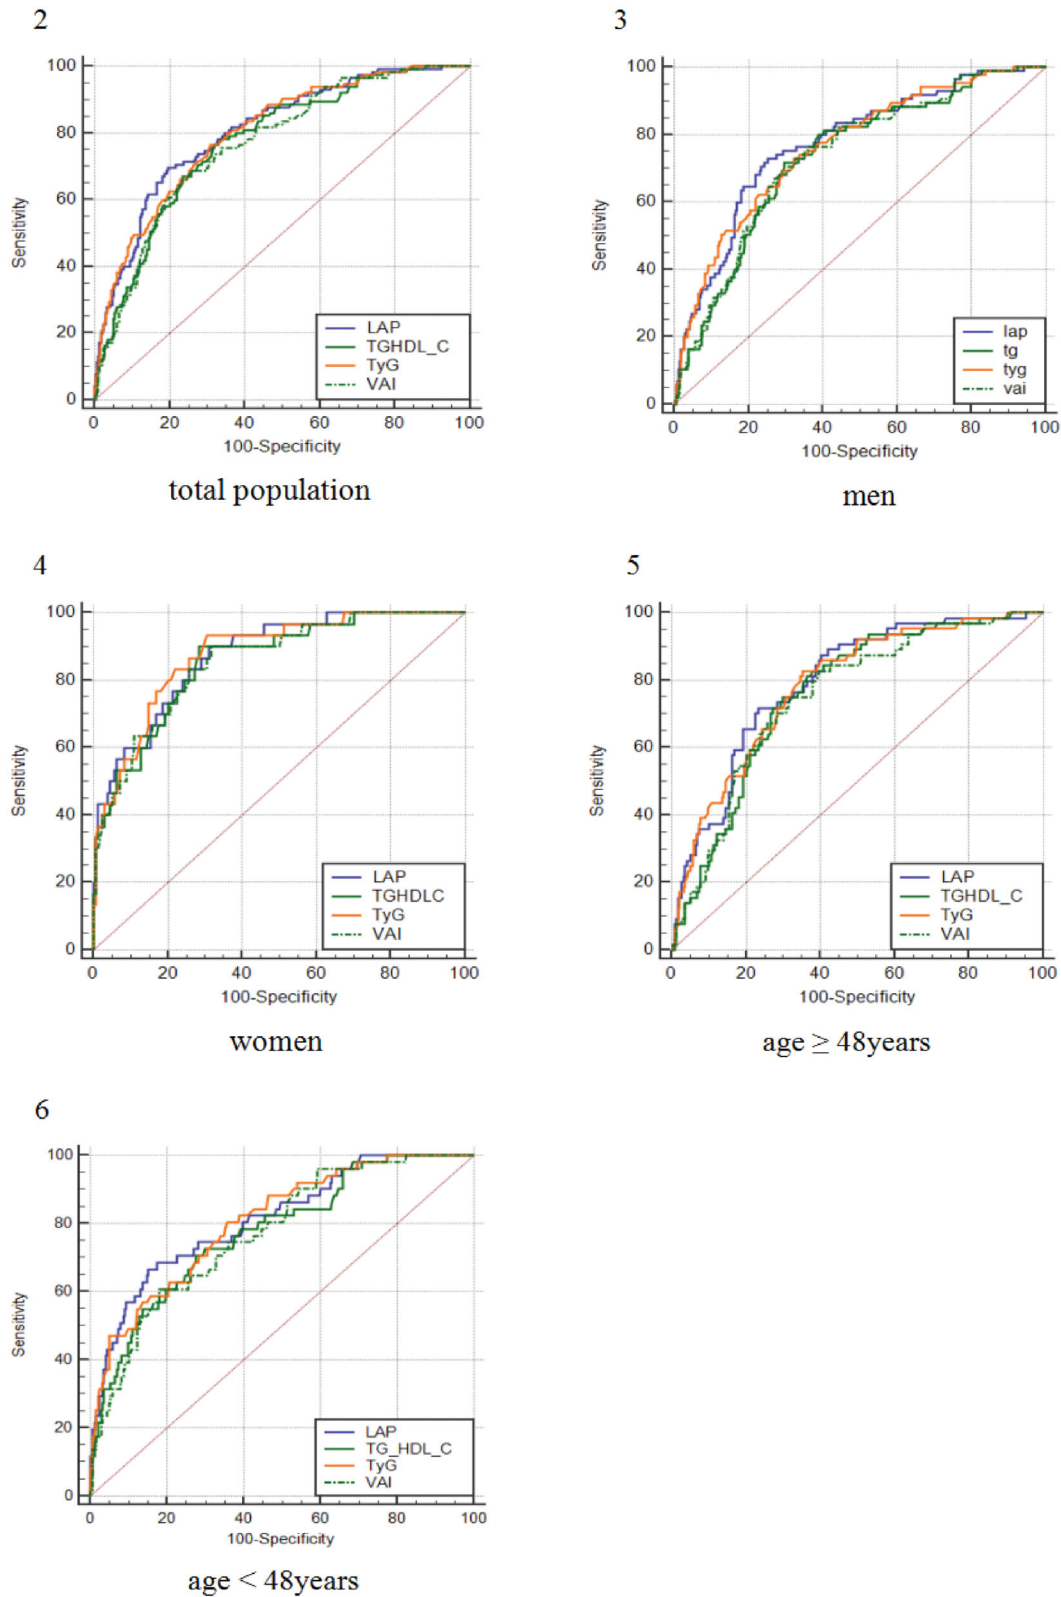 2
100
80
60
40
20
0
Sensitivity
LAP
TGHDL_C
TyG
VAI
0 20 40 60 80 100
100-Specificity
total population
3
100
80
60
40
20
0
Sensitivity
lap
tg
tyg
vai
0 20 40 60 80 100
100-Specificity
men
4
100
80
60
40
20
0
Sensitivity
LAP
TGHDLC
TyG
VAI
0 20 40 60 80 100
100-Specificity
women
5
100
80
60
40
20
0
Sensitivity
LAP
TGHDL_C
TyG
VAI
0 20 40 60 80 100
100-Specificity
age ≥ 48years
6
100
80
60
40
20
0
Sensitivity
LAP
TG_HDL_C
TyG
VAI
0 20 40 60 80 100
100-Specificity
age < 48years